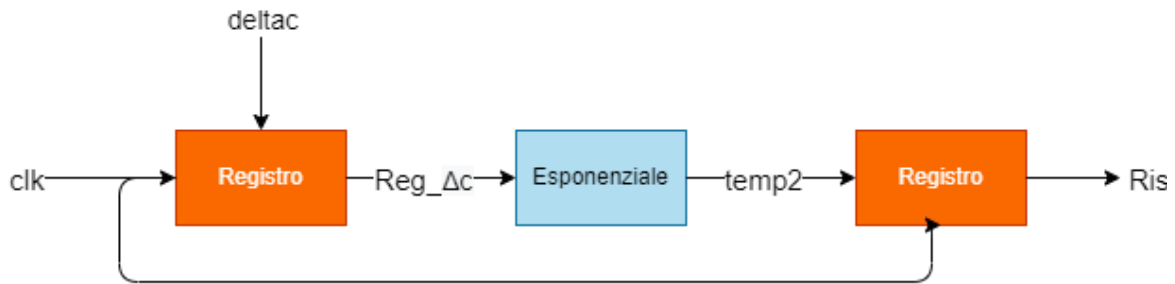 deltac
clk
Registro
Reg_Δc
Esponenziale
temp2
Registro
Ris